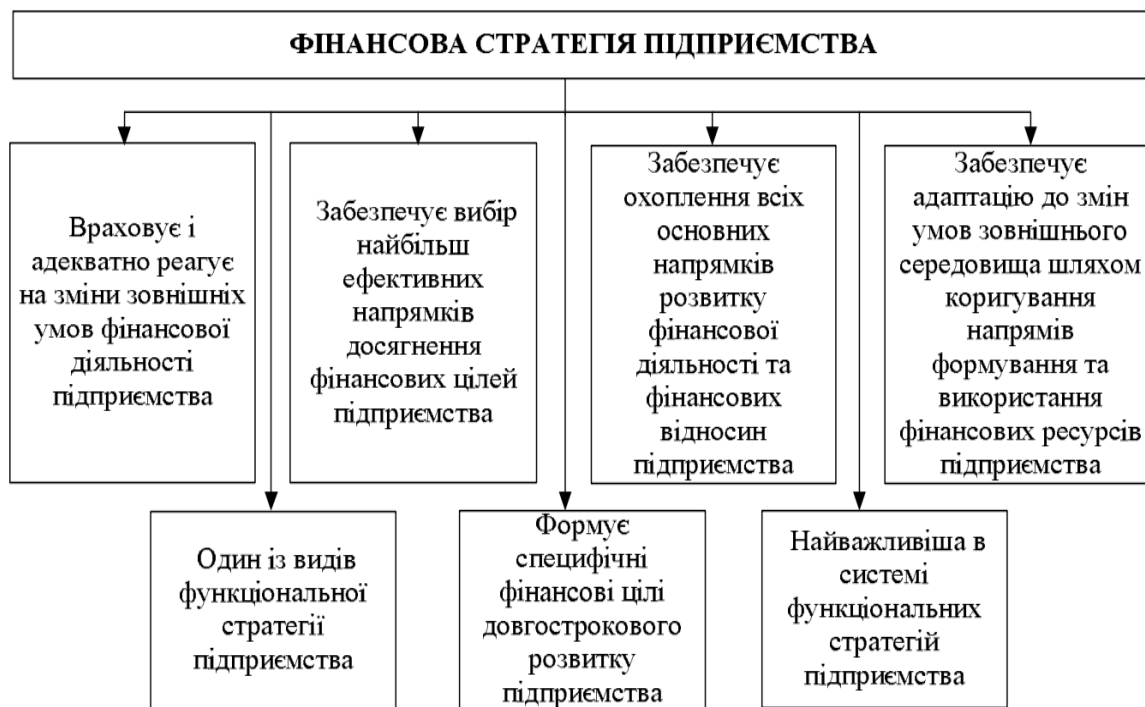 ФІНАНСОВА СТРАТЕГІЯ ПІДПРИЄМСТВА
Враховує і
адекватно реагує
на зміни зовнішніх
умов фінансової
діяльності
підприємства
Забезпечує вибір
найбільш
ефективних
напрямків
досягнення
фінансових цілей
підприємства
Забезпечує
охоплення всіх
основних
напрямків
розвитку
фінансової
діяльності та
фінансових
відносин
підприємства
Забезпечує
адаптацію до змін
умов зовнішнього
середовища шляхом
коригування
напрямів
формування та
використання
фінансових ресурсів
підприємства
Один із видів
функціональної
стратегії
підприємства
Формує
специфічні
фінансові цілі
довгострокового
розвитку
підприємства
Найважливіша в
системі
функціональних
стратегій
підприємства